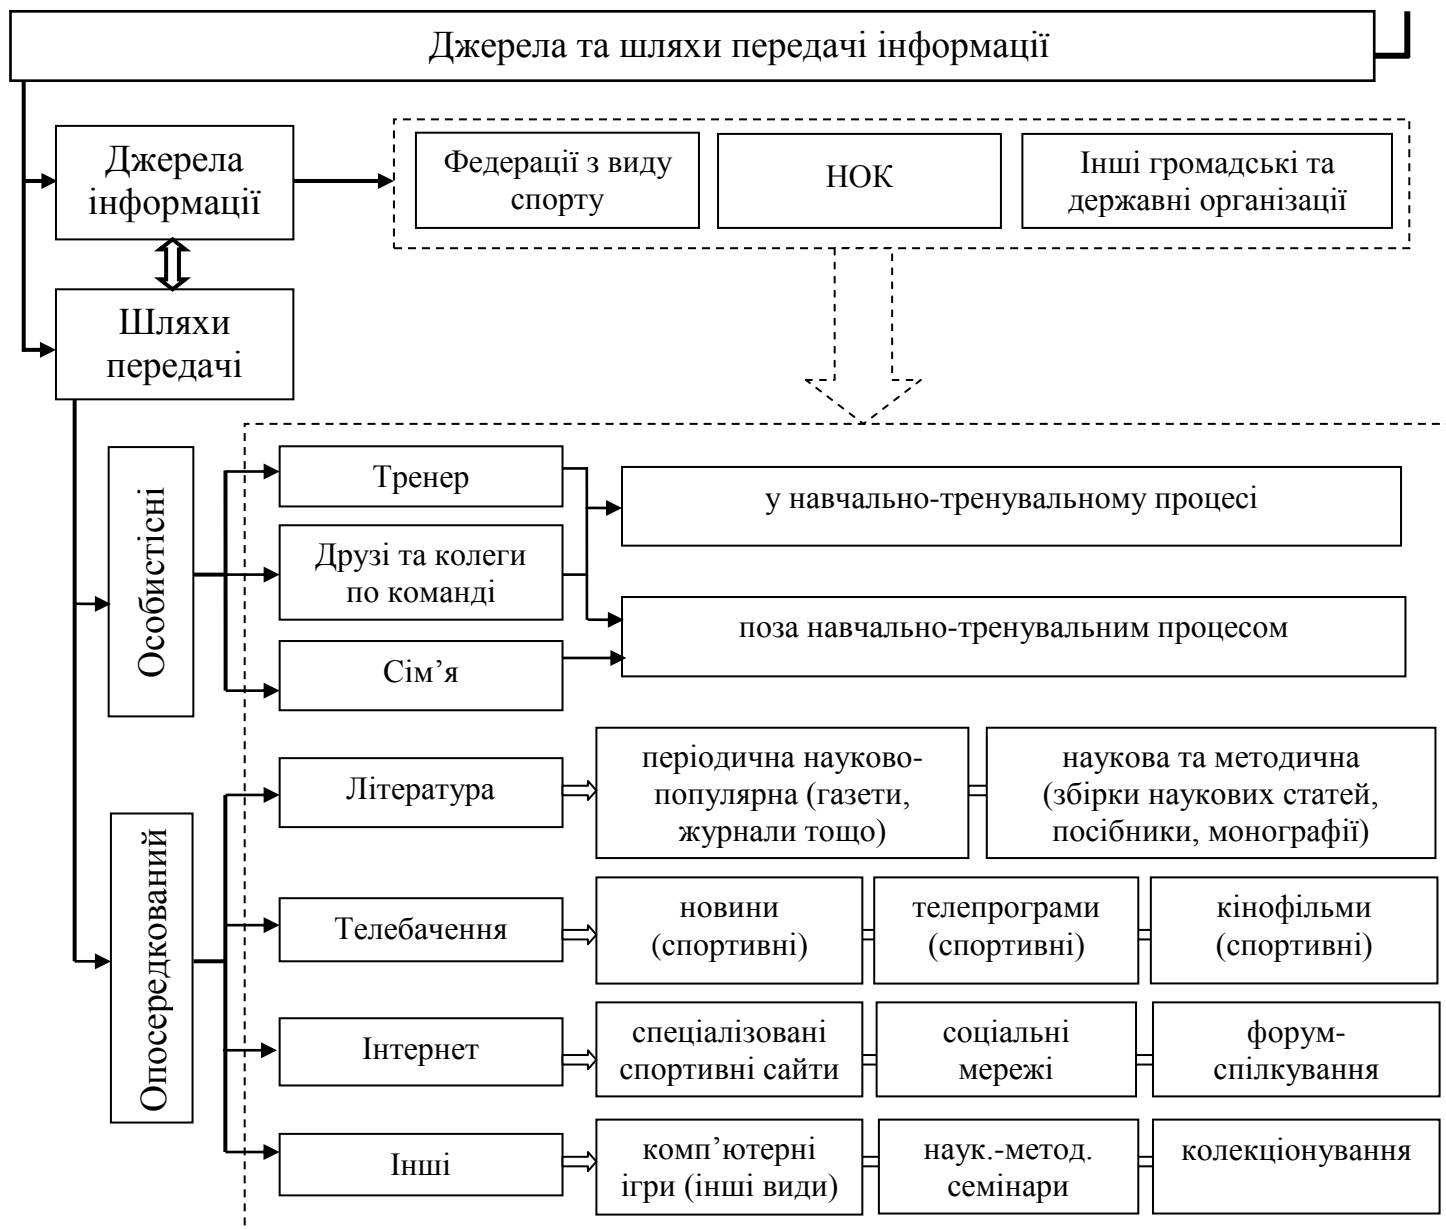 Джерела та шляхи передачі інформації
Джерела
інформації
Федерації з виду
спорту
НОК
Інші громадські та
державні організації
Шляхи
передачі
Особистісні
Тренер
Друзі та колеги
по команді
Сім’я
у навчально-тренувальному процесі
поза навчально-тренувальним процесом
Опосередкований
Література
періодична науково-
популярна (газети,
журнали тощо)
наукова та методична
(збірки наукових статей,
посібники, монографії)
Телебачення
новини
(спортивні)
телепрограми
(спортивні)
кінофільми
(спортивні)
Інтернет
спеціалізовані
спортивні сайти
соціальні
мережі
форум-
спілкування
Інші
комп’ютерні
ігри (інші види)
наук.-метод.
семінари
колекціонування